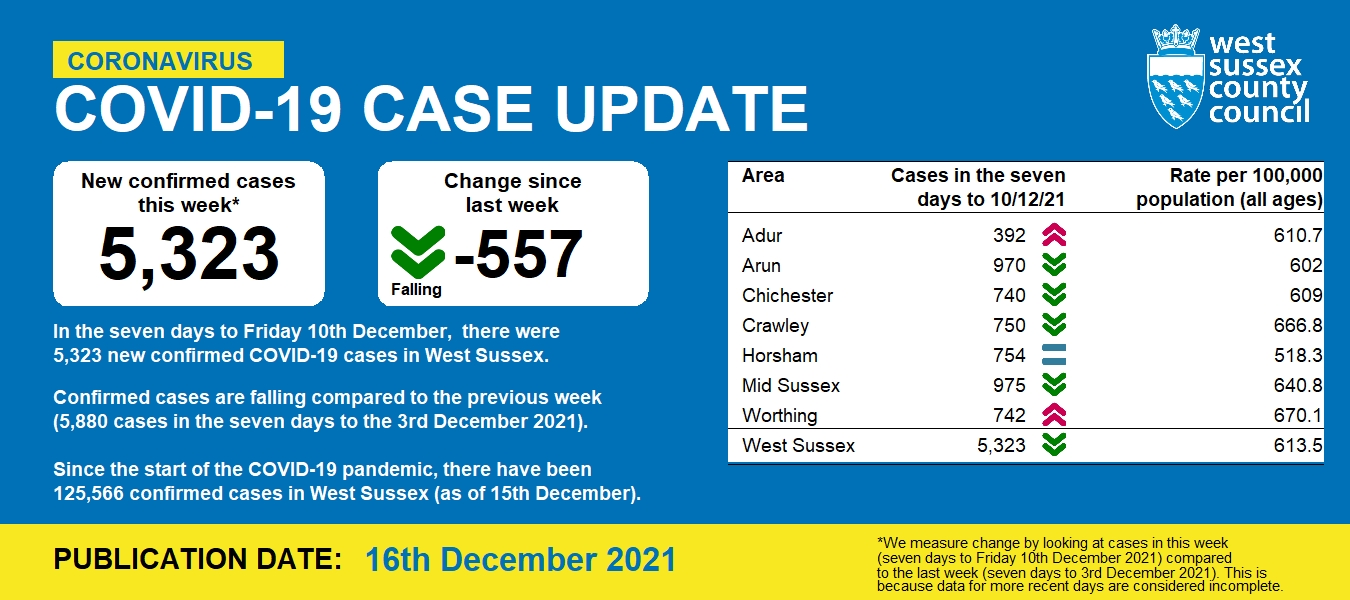 CORONAVIRUS
COVID-19 CASE UPDATE
west
sussex
county
council
New confirmed cases
this week*
5,323
Change since
last week
-557
Falling
In the seven days to Friday 10th December, there were
5,323 new confirmed COVID-19 cases in West Sussex.
Confirmed cases are falling compared to the previous week
(5,880 cases in the seven days to the 3rd December 2021).
Since the start of the COVID-19 pandemic, there have been
125,566 confirmed cases in West Sussex (as of 15th December).
Area Cases in the seven Rate per 100,000
days to 10/12/21 population (all ages)
Adur 392 610.7
Arun 970 602
Chichester 740 609
Crawley 750 666.8
Horsham 754 518.3
Mid Sussex 975 640.8
Worthing 742 670.1
West Sussex 5,323 613.5
PUBLICATION DATE: 16th December 2021
*We measure change by looking at cases in this week
(seven days to Friday 10th December 2021) compared
to the last week (seven days to 3rd December 2021). This is
because data for more recent days are considered incomplete.